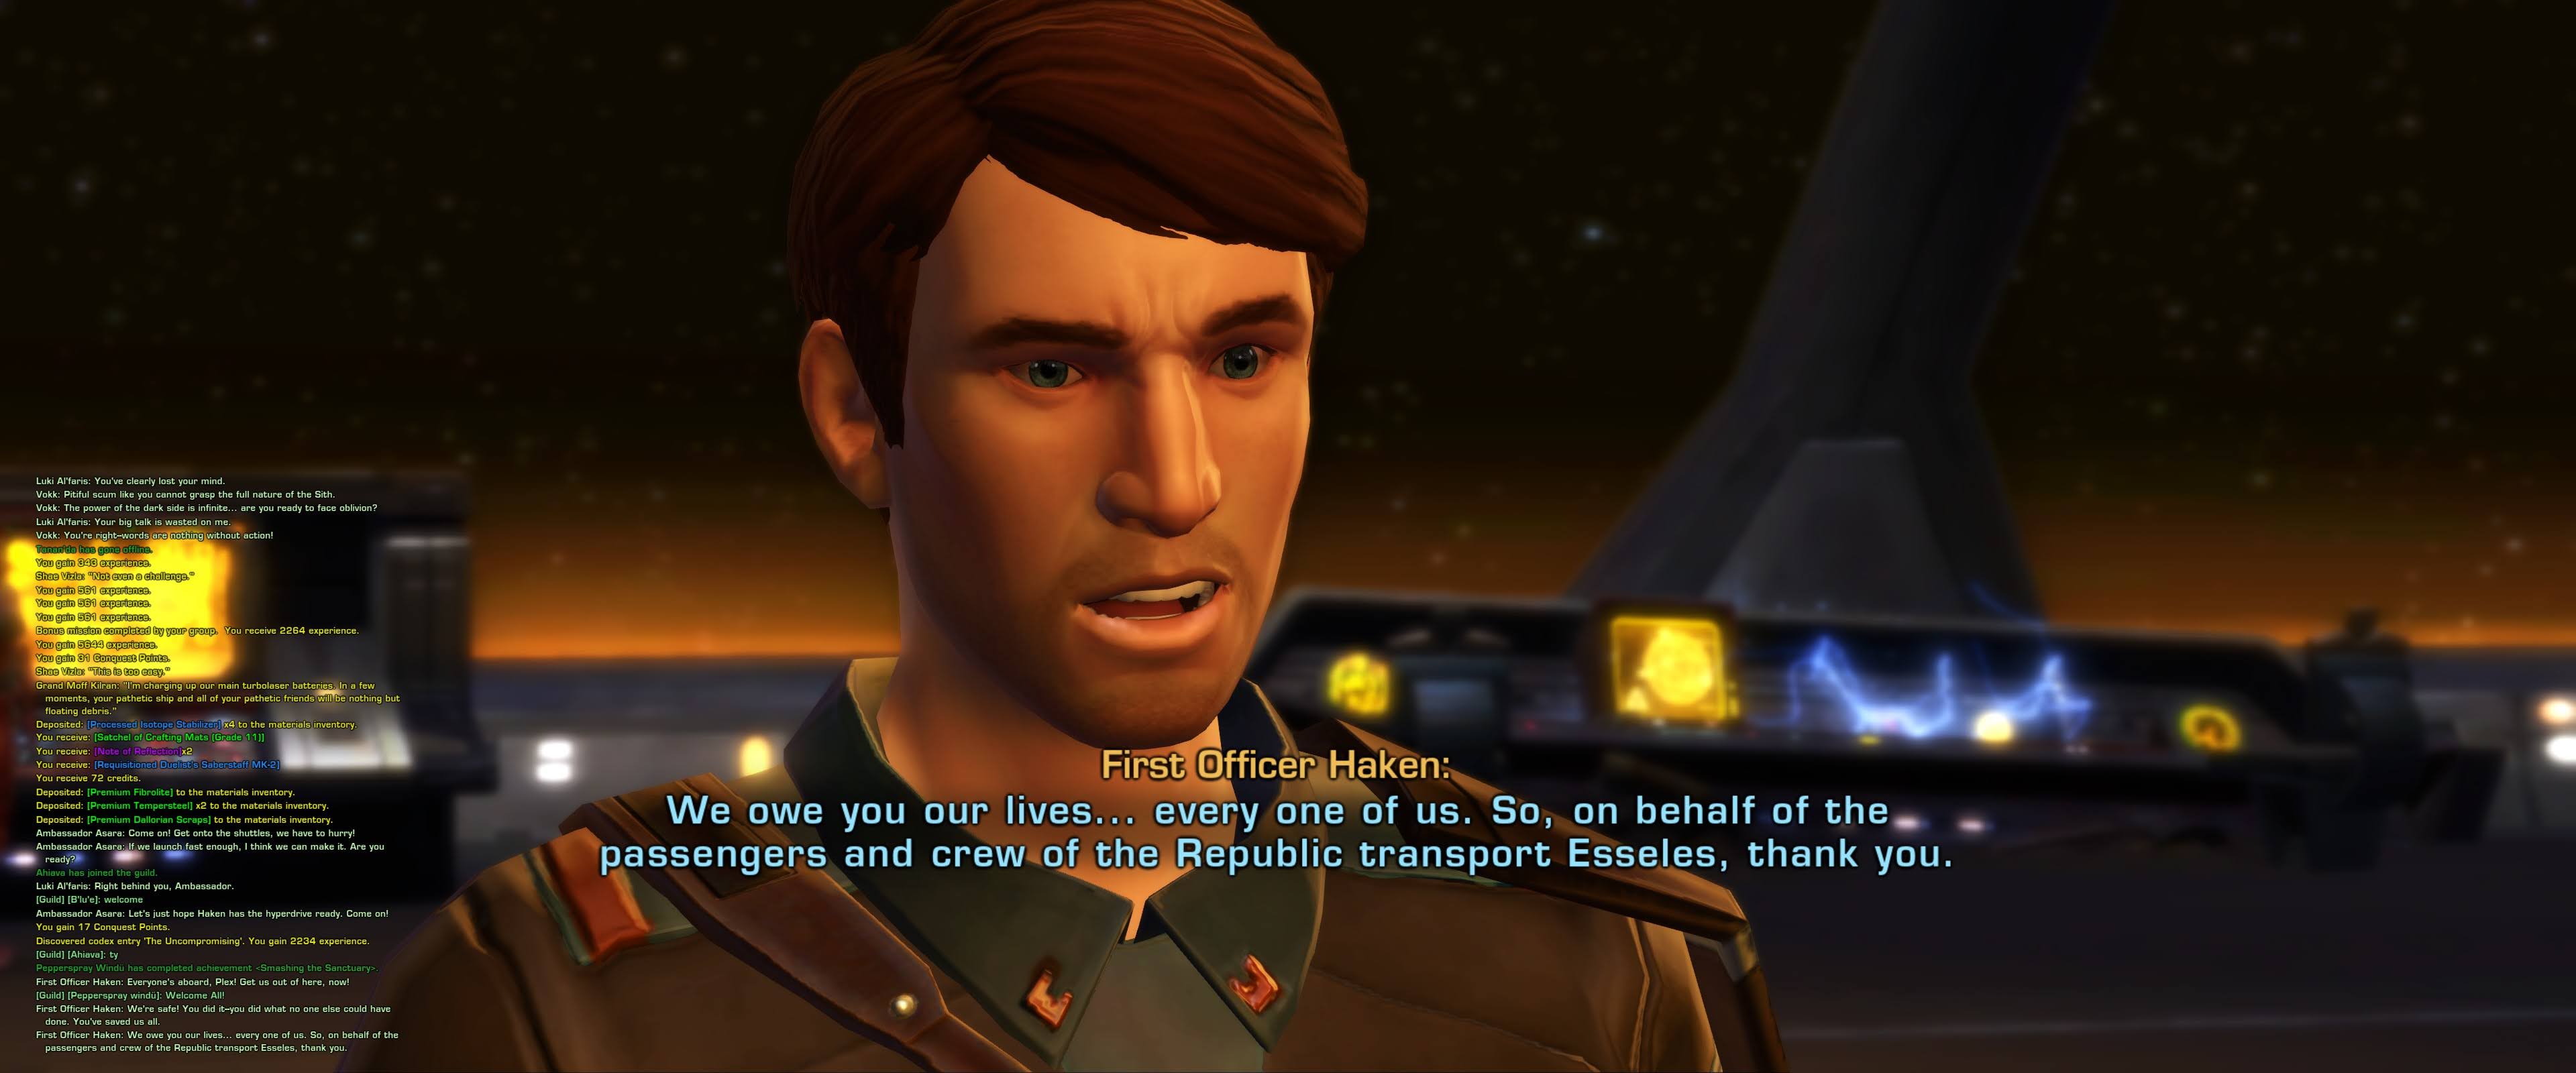 Luki Al'faris: You've clearly lost your mind.
Vokk: Pitiful scum like you cannot grasp the full nature of the Sith.
Vokk: The power of the dark side is infinite... are you ready to face oblivion?
Luki Al'faris: Your big talk is wasted on me.
Vokk: You're right–words are nothing without action!
has gone offline.
You gain 343 experience.
Shae Vizla: "Not even a challenge."
You gain 561 experience.
You gain 561 experience.
You gain 561 experience.
Bonus mission completed by your group. You receive 2264 experience.
You gain 5644 experience.
You gain 31 Conquest Points.
Shae Vizla: "This is too easy."
Grand Moff Kilran: "I'm charging up our main turbolaser batteries. In a few
moments, your pathetic ship and all of your pathetic friends will be nothing but
floating debris."
Deposited: [Processed Isotope Stabilizer] x4 to the materials inventory.
You receive: [Satchel of Crafting Mats (Grade 11)]
You receive: [Note of Reflection]x2
You receive: [Requisitioned Duelist's Saberstaff MK-2]
You receive 72 credits.
Deposited: [Premium Fibrolite] to the materials inventory.
Deposited: [Premium Tempersteel] x2 to the materials inventory.
Deposited: [Premium Dallorian Scraps] to the materials inventory.
Ambassador Asara: Come on! Get onto the shuttles, we have to hurry!
Ambassador Asara: If we launch fast enough, I think we can make it. Are you
ready?
Ahiava has joined the guild.
Luki Al'faris: Right behind you, Ambassador.
[Guild] [B'lu'e]: welcome
Ambassador Asara: Let's just hope Haken has the hyperdrive ready. Come on!
You gain 17 Conquest Points.
Discovered codex entry 'The Uncompromising'. You gain 2234 experience.
[Guild] [Ahiava]: ty
Pepperspray Windü has completed achievement <Smashing the Sanctuary>.
First Officer Haken: Everyone's aboard, Plex! Get us out of here, now!
[Guild] [Pepperspray windü]: Welcome All!
First Officer Haken: We're safe! You did it–you did what no one else could have
done. You've saved us all.
First Officer Haken: We owe you our lives... every one of us. So, on behalf of the
passengers and crew of the Republic transport Esseles, thank you.
First Officer Haken:
We owe you our lives... every one of us. So, on behalf of the
passengers and crew of the Republic transport Esseles, thank you.